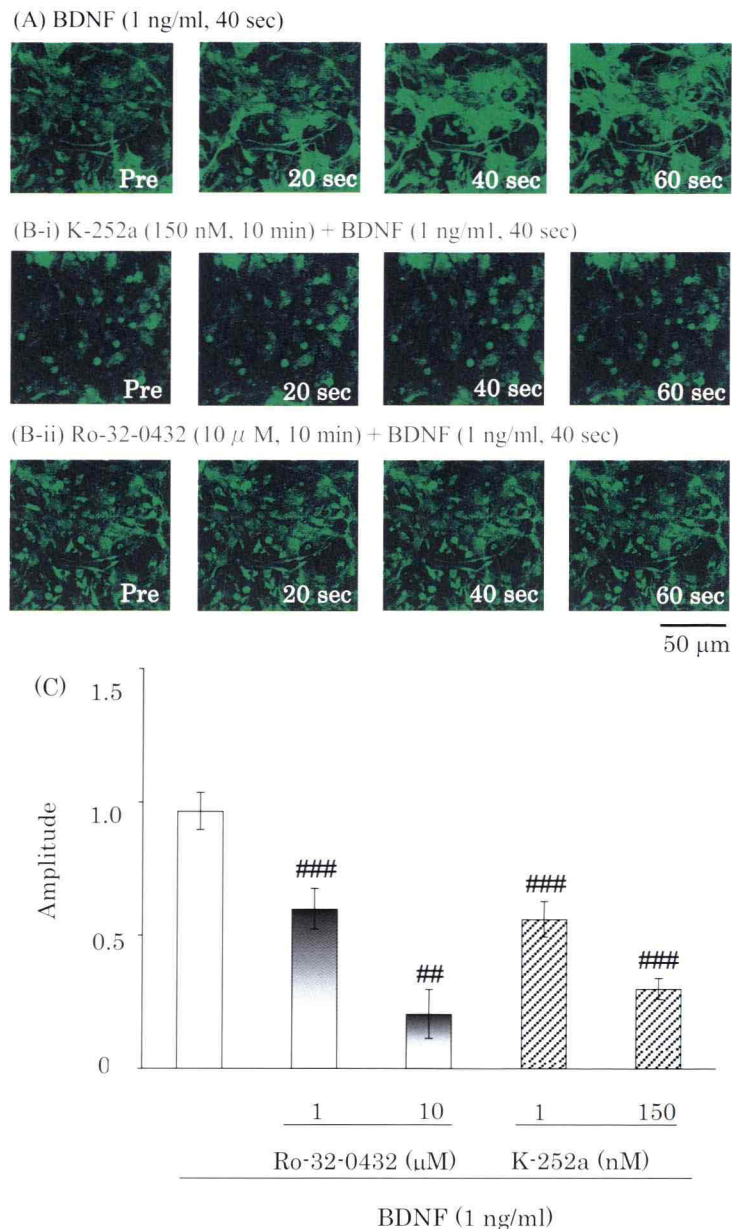 (A) BDNF (1 ng/ml, 40 sec)
Pre 20 sec 40 sec 60 sec
(B-i) K-252a (150 nM, 10 min) + BDNF (1 ng/ml, 40 sec)
Pre 20 sec 40 sec 60 sec
(B-ii) Ro-32-0432 (10 μ M, 10 min) + BDNF (1 ng/ml, 40 sec)
Pre 20 sec 40 sec 60 sec
50 μm
(C)
Amplitude
1.5
1.0
0.5
0
###
##
###
###
1 10 1 150
Ro-32-0432 (μM) K-252a (nM)
BDNF (1 ng/ml)